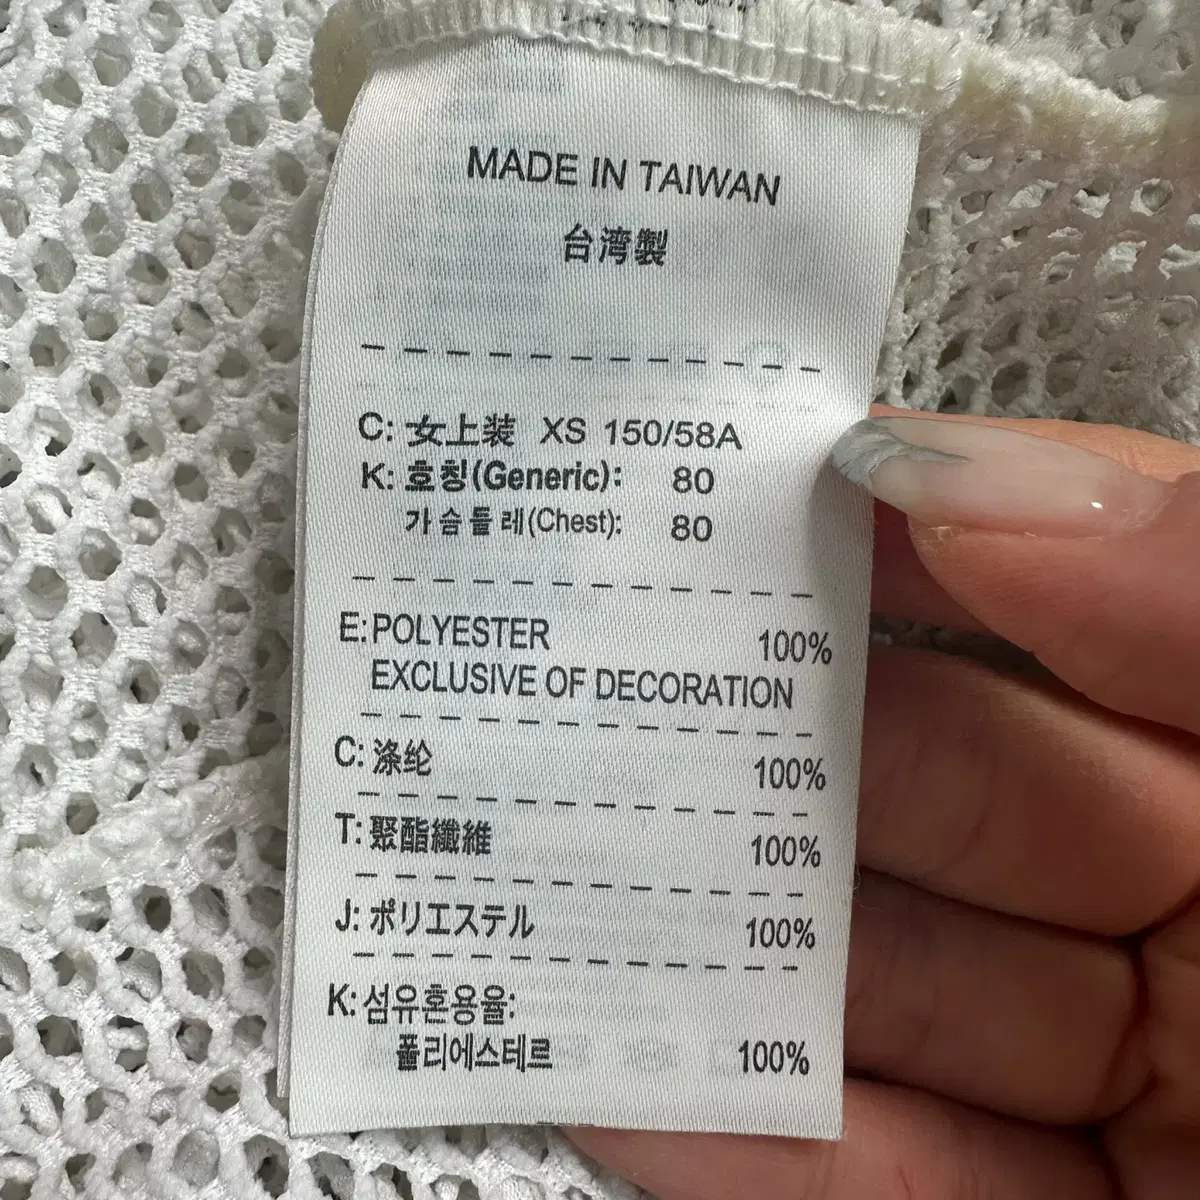 MADE IN TAIWAN
台湾製
C: 女上装 XS 150/58A
K: 호칭(Generic): 80
가슴둘레(Chest): 80
E: POLYESTER 100%
EXCLUSIVE OF DECORATION
C: 涤纶 100%
T: 聚酯纖維 100%
J: ポリエステル 100%
K: 섬유혼용율:
폴리에스테르 100%